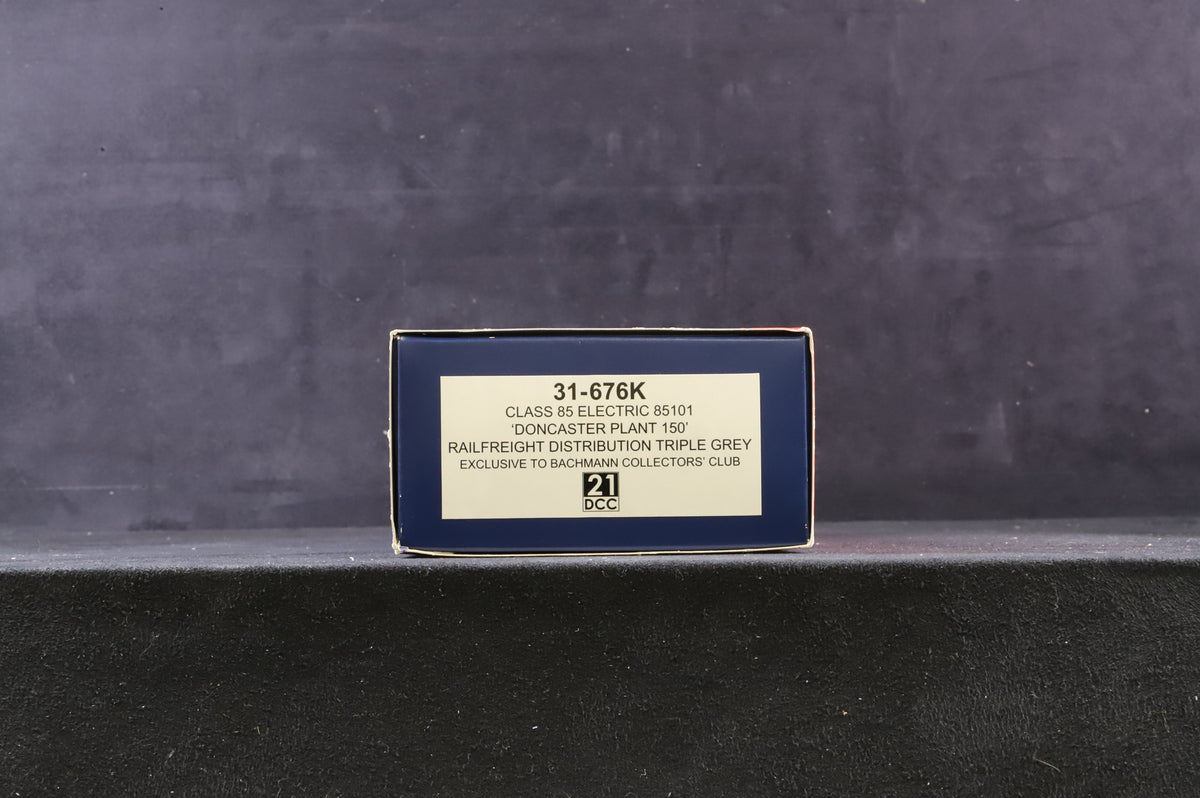 31-676K
CLASS 85 ELECTRIC 85101
‘DONCASTER PLANT 150’
RAILFREIGHT DISTRIBUTION TRIPLE GREY
EXCLUSIVE TO BACHMANN COLLECTORS’ CLUB
21
DCC